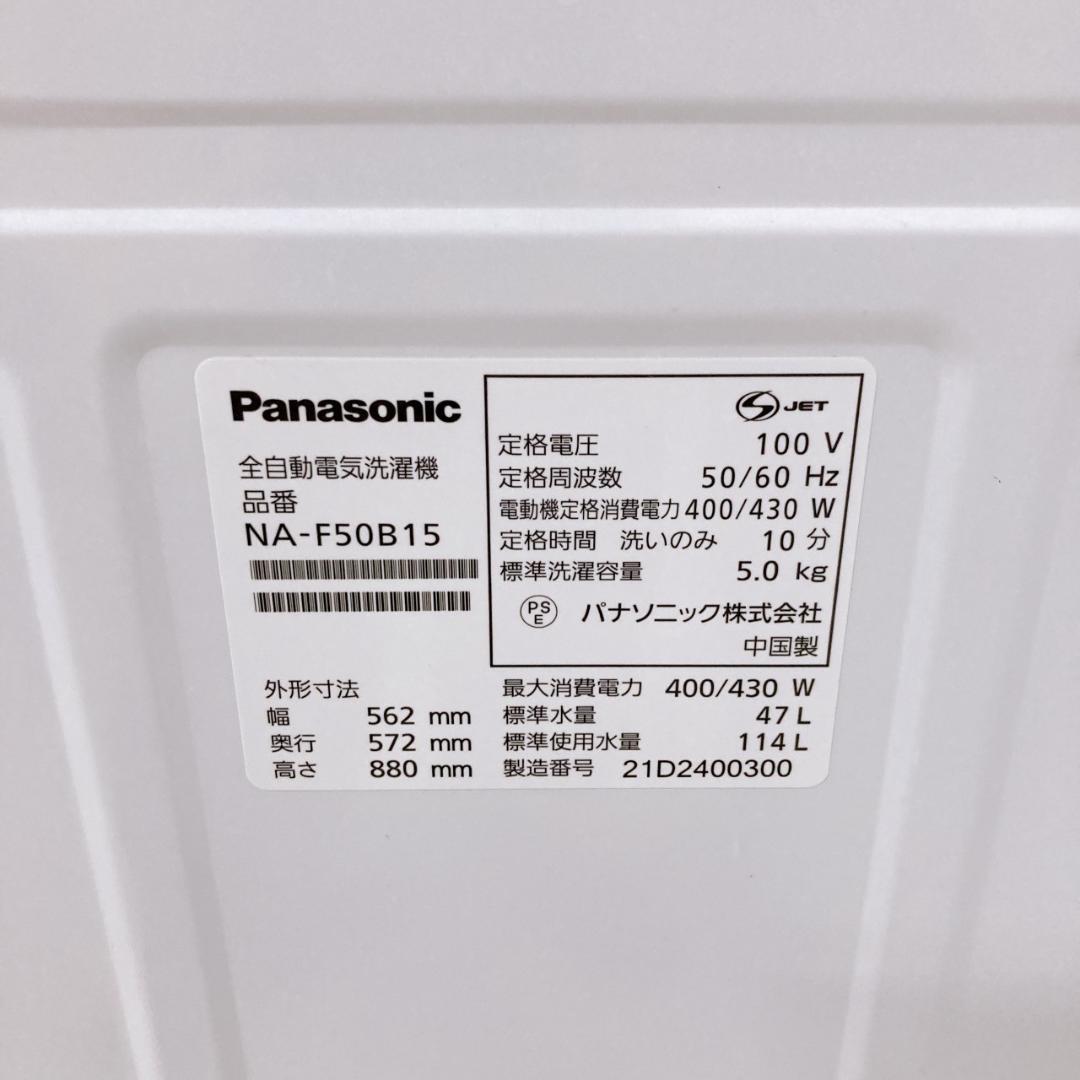 Panasonic
全自動電気洗濯機
品番
NA-F50B15
S JET
定格電圧 100 V
定格周波数 50/60 Hz
電動機定格消費電力 400/430 W
定格時間 洗いのみ 10 分
標準洗濯容量 5.0 kg
PSE パナソニック株式会社
中国製
外形寸法
幅 562 mm
奥行 572 mm
高さ 880 mm
最大消費電力 400/430 W
標準水量 47 L
標準使用水量 114 L
製造番号 21D2400300